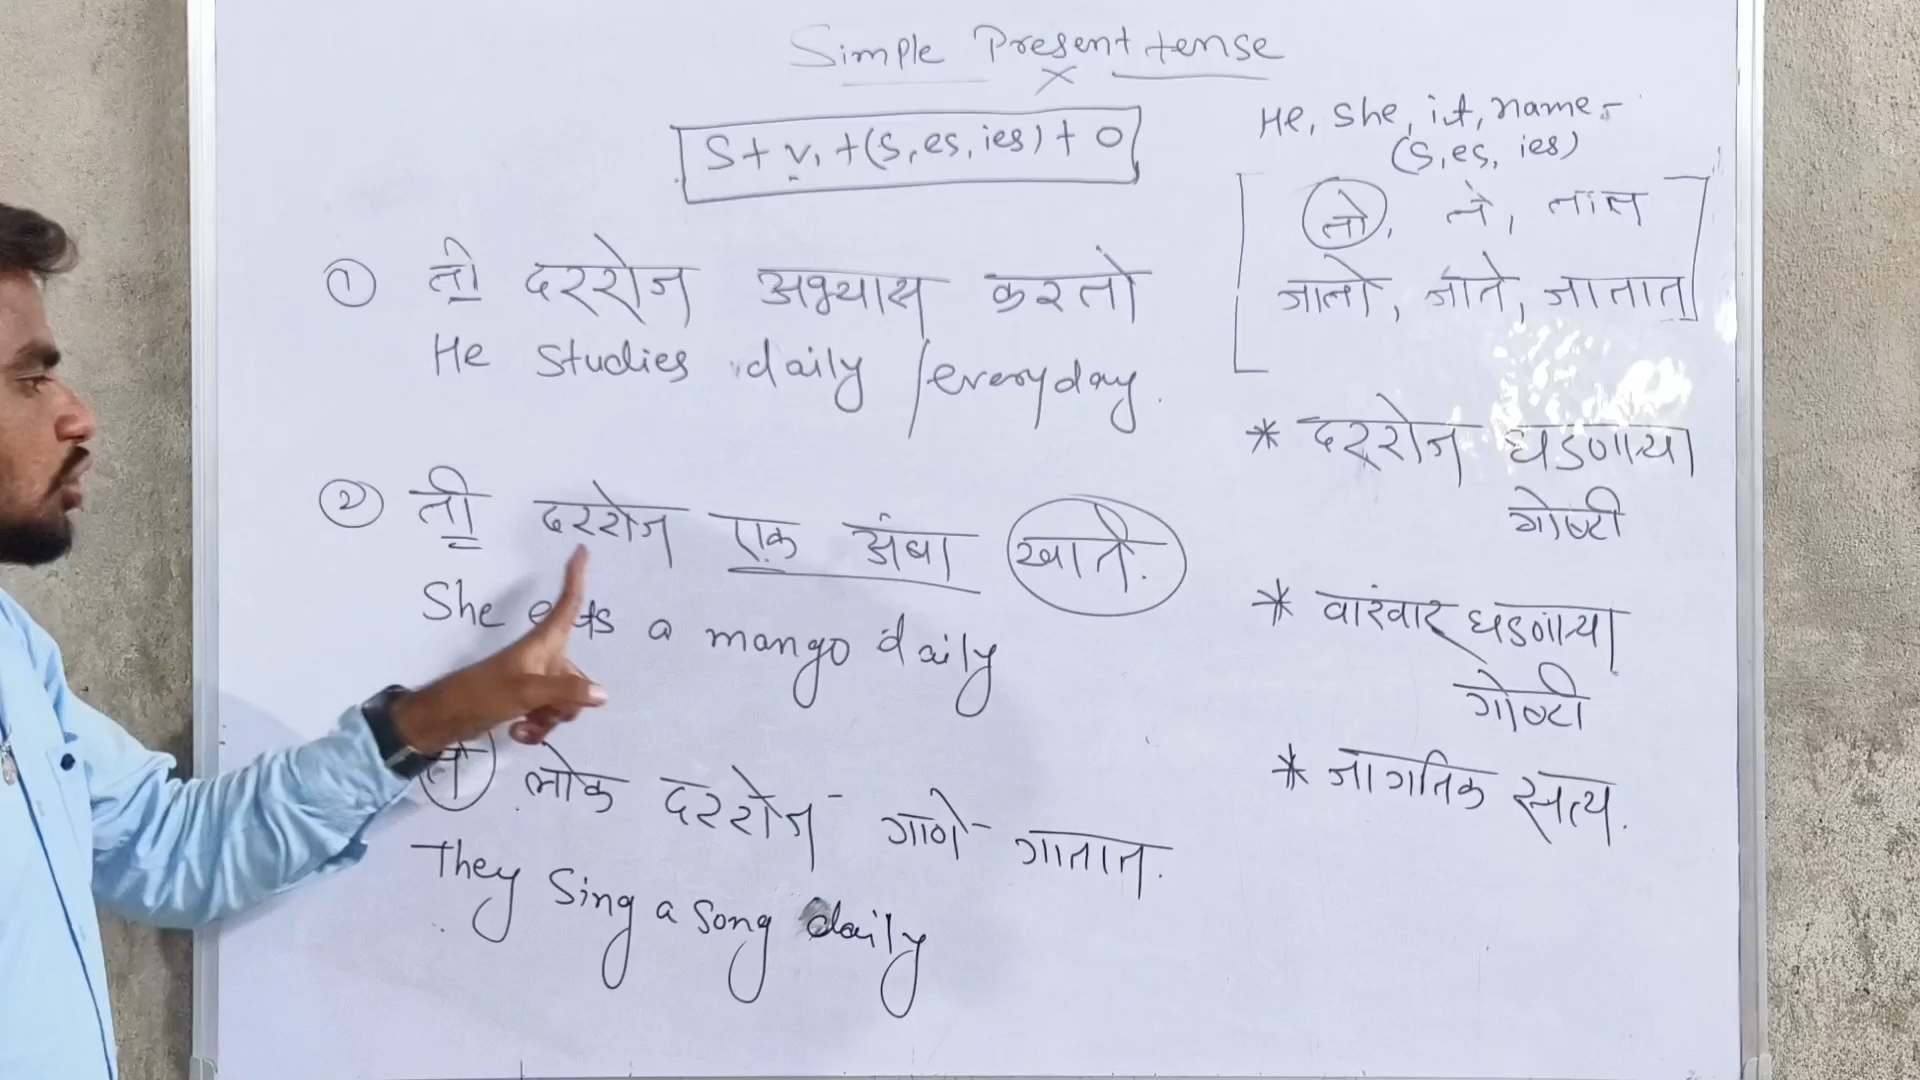 Simple Present tense
S + V₁ + (s, es, ies) + O
① तो दररोज अभ्यास करतो
He studies daily / everyday.
② ती दररोज एक अंबा खाते.
She eats a mango daily
ते लोक दररोज गाणे गातात.
They Sing a song daily
He, She, it, name -
(s, es, ies)
तो, ते, तात
जातो, जाते, जातात
* दररोज घडणाऱ्या
गोष्टी
* वारंवार घडणाऱ्या
गोष्टी
* जागतिक सत्य.